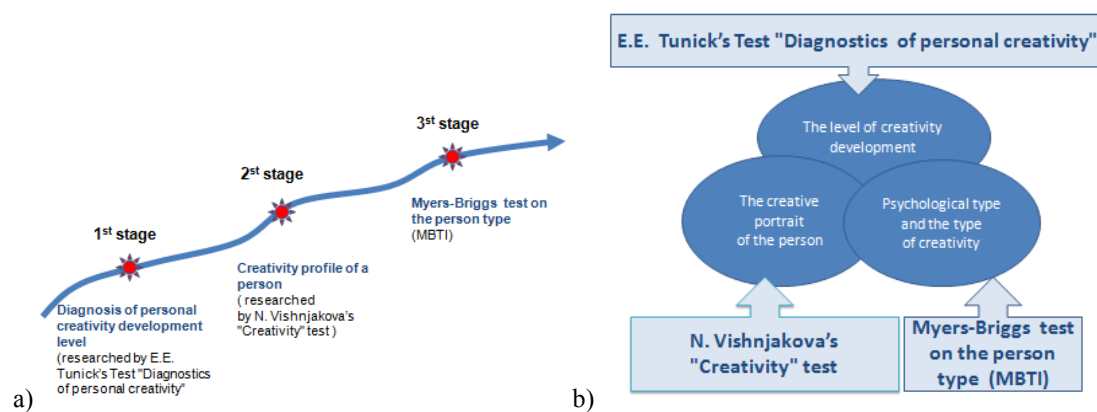 1st stage
Diagnosis of personal
creativity development
level
(researched by E.E.
Tunick's Test "Diagnostics
of personal creativity"
2nd stage
Creativity profile of a
person
( researched
by N. Vishnjakova's
"Creativity" test )
3rd stage
Myers-Briggs test on
the person type
(MBTI)
a)
E.E. Tunick's Test "Diagnostics of personal creativity"
The level of creativity
development
The creative
portrait
of the person
Psychological type
and the type
of creativity
N. Vishnjakova's
"Creativity" test
Myers-Briggs test
on the person
type (MBTI)
b)